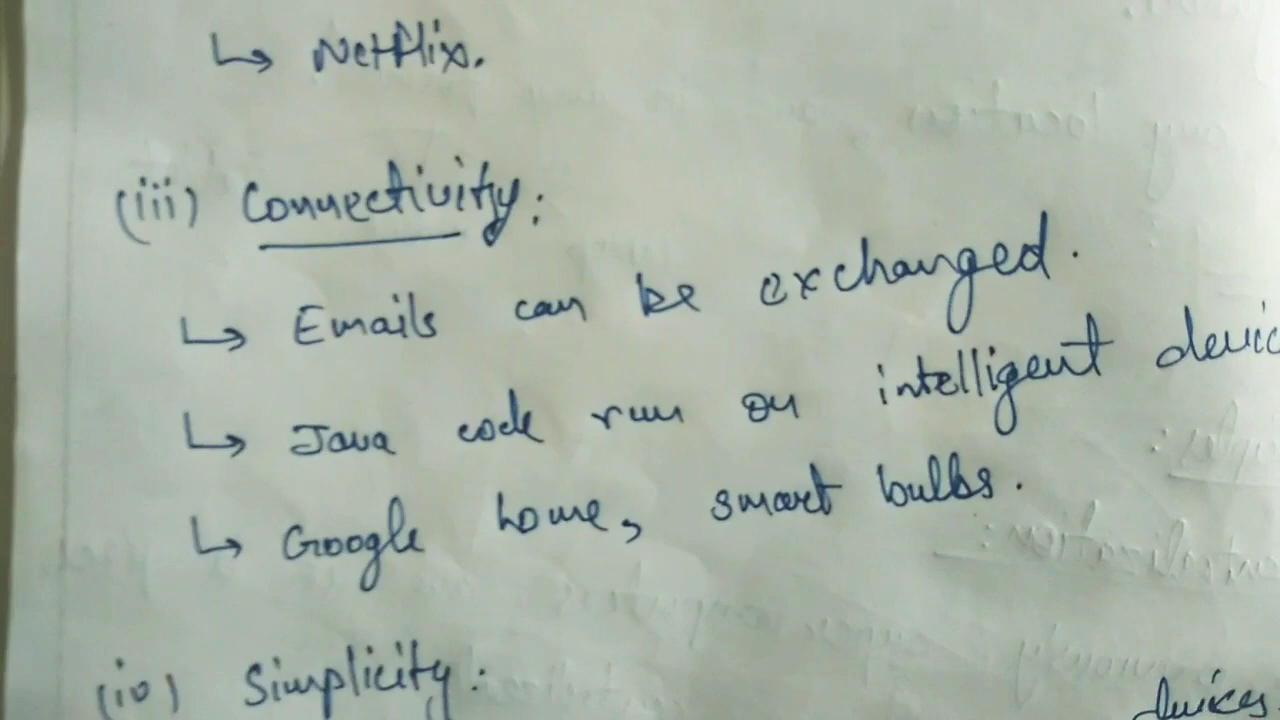 ↳ Netflix.
(iii) Connectivity:
↳ Emails can be exchanged.
↳ Java code run on intelligent devic
↳ Google home, smart bulbs.
(iv) Simplicity:
devices.